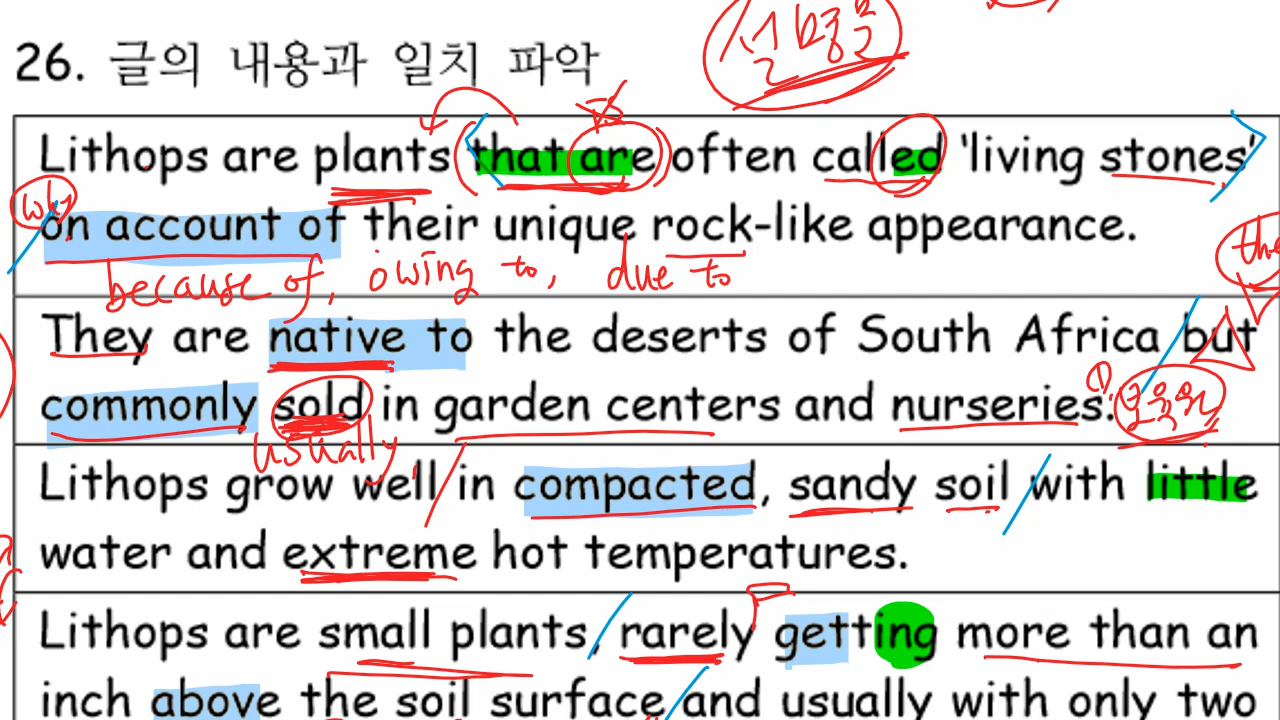 설명문
26. 글의 내용과 일치 파악
Lithops are plants that are often called 'living stones'
why
on account of their unique rock-like appearance.
because of, owing to, due to
They are native to the deserts of South Africa but
commonly sold in garden centers and nurseries.
usually
Lithops grow well in compacted, sandy soil with little
water and extreme hot temperatures.
Lithops are small plants, rarely getting more than an
inch above the soil surface and usually with only two